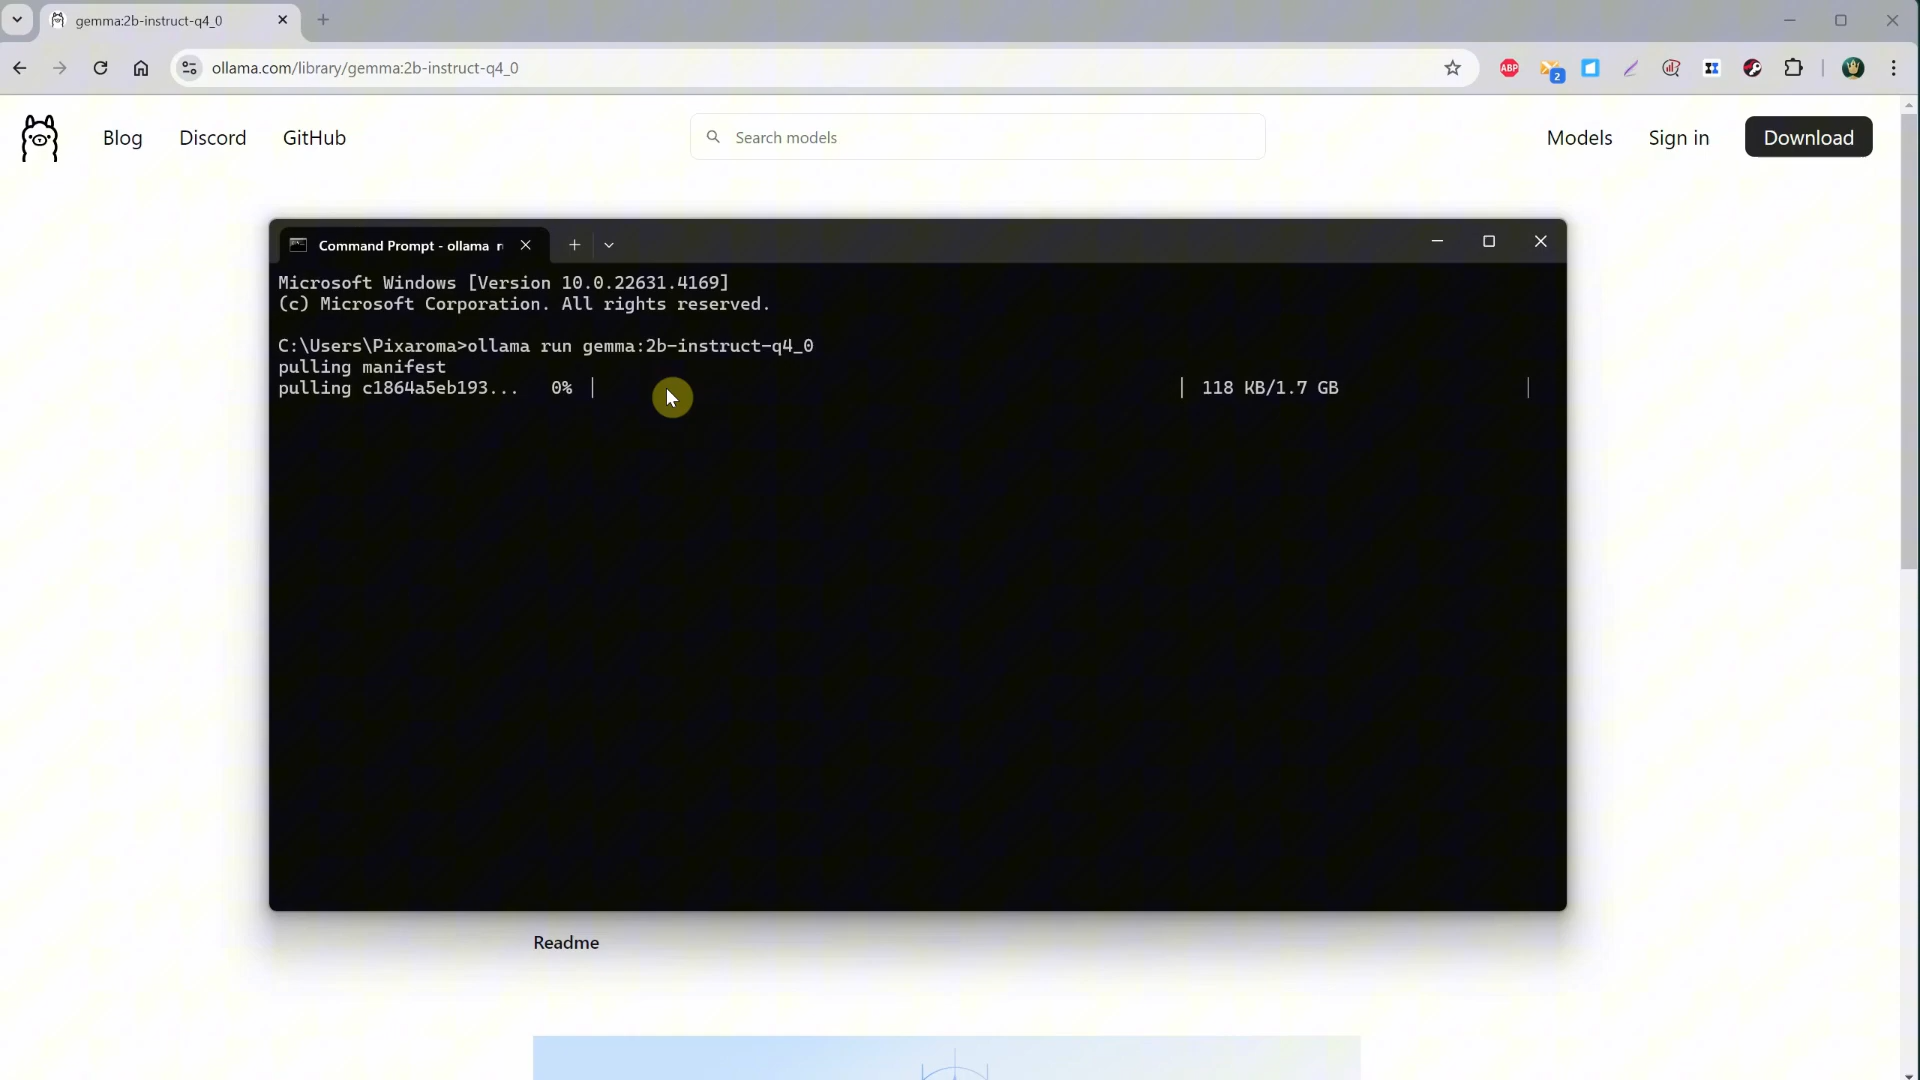 gemma:2b-instruct-q4_0
ollama.com/library/gemma:2b-instruct-q4_0
ABP
2
Blog Discord GitHub
Search models
Models Sign in Download
Command Prompt - ollama r
Microsoft Windows [Version 10.0.22631.4169]
(c) Microsoft Corporation. All rights reserved.
C:\Users\Pixaroma>ollama run gemma:2b-instruct-q4_0
pulling manifest
pulling c1864a5eb193... 0% | | 118 KB/1.7 GB |
Readme